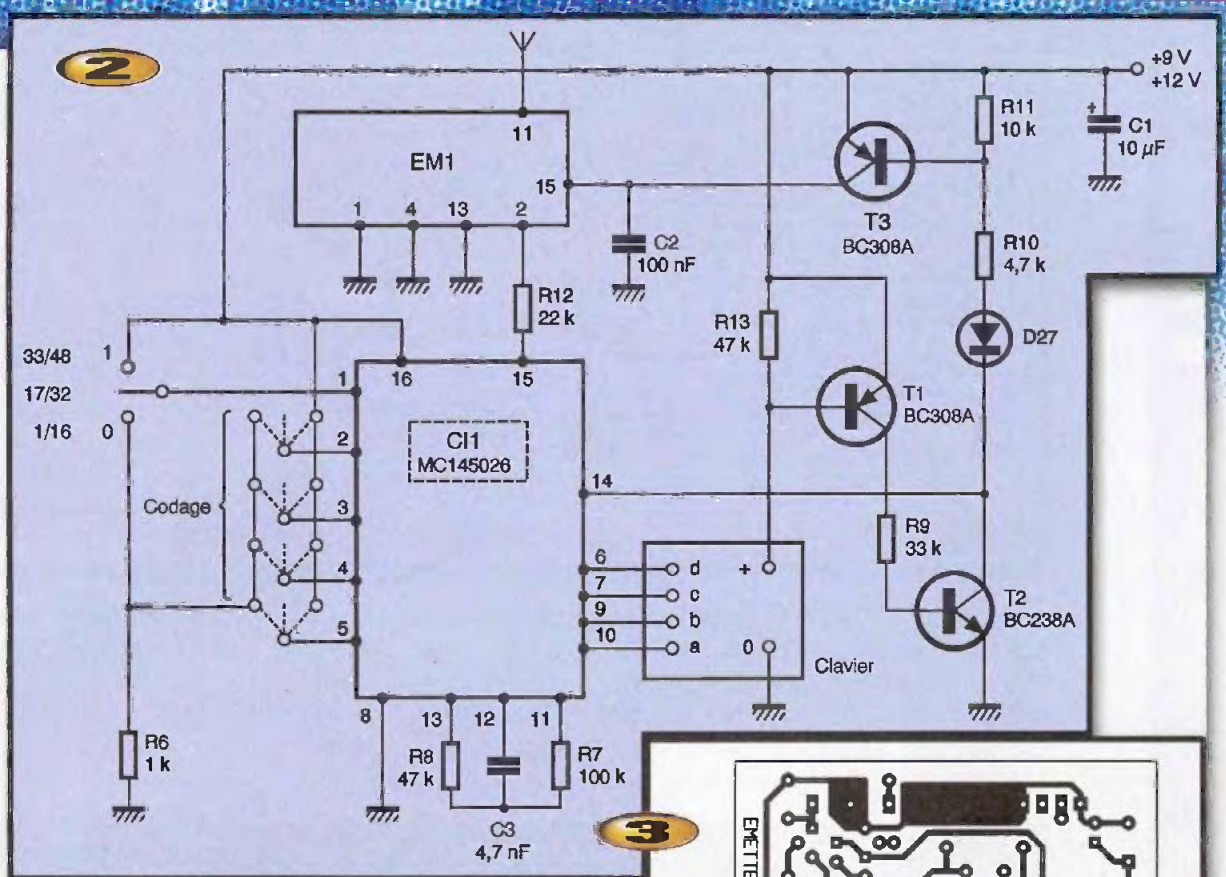 2
+9 V
+12 V
11
EM1
15
1 4 13 2
C2
100 nF
T3
BC308A
R11
10 k
C1
10 µF
R10
4,7 k
D27
R12
22 k
R13
47 k
T1
BC308A
33/48 1
17/32
1/16 0
1
16
15
2
3
4
5
Codage
CI1
MC145026
14
6
7
9
10
d
c
b
a
+
0
Clavier
R9
33 k
T2
BC238A
8 13 12 11
R6
1 k
R8
47 k
R7
100 k
C3
4,7 nF
3
EMETTE